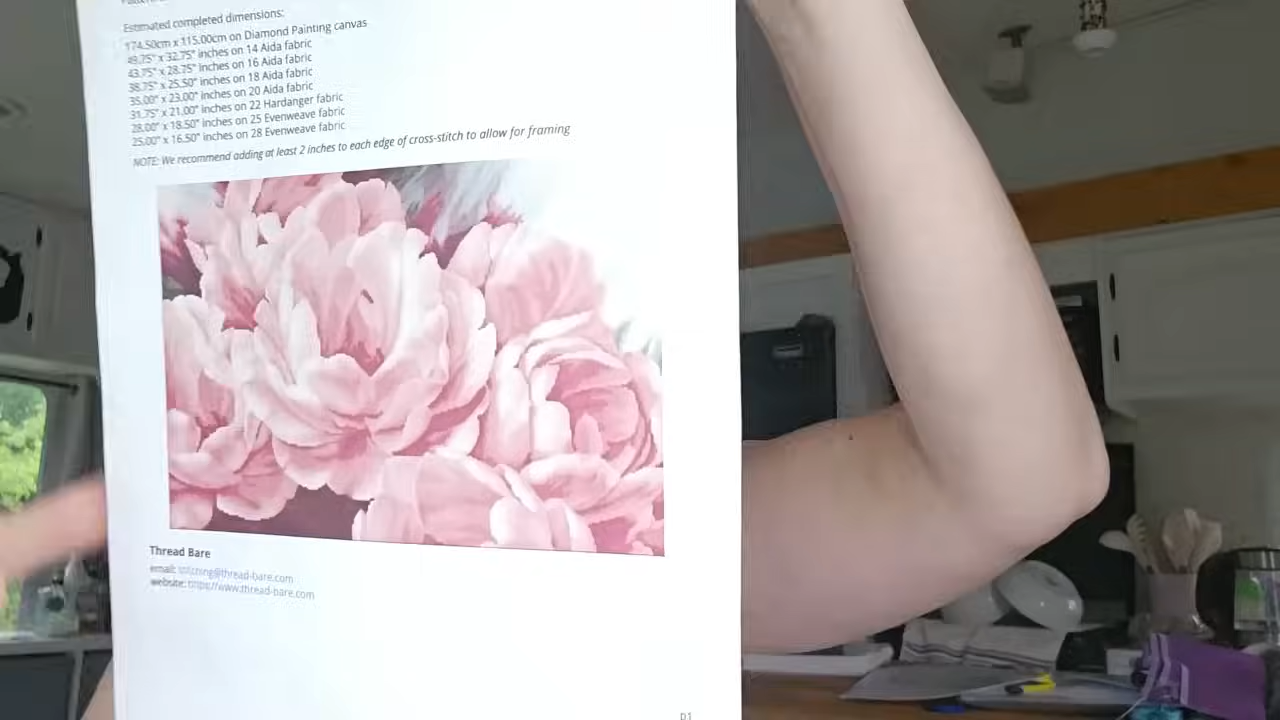 Estimated completed dimensions:
174.50cm x 115.00cm on Diamond Painting canvas
49.75" x 32.75" inches on 14 Aida fabric
43.75" x 28.75" inches on 16 Aida fabric
38.75" x 25.50" inches on 18 Aida fabric
35.00" x 23.00" inches on 20 Aida fabric
31.75" x 21.00" inches on 22 Hardanger fabric
28.00" x 18.50" inches on 25 Evenweave fabric
25.00" x 16.50" inches on 28 Evenweave fabric
NOTE: We recommend adding at least 2 inches to each edge of cross-stitch to allow for framing
Thread Bare
email: stitching@thread-bare.com
website: https://www.thread-bare.com
p1